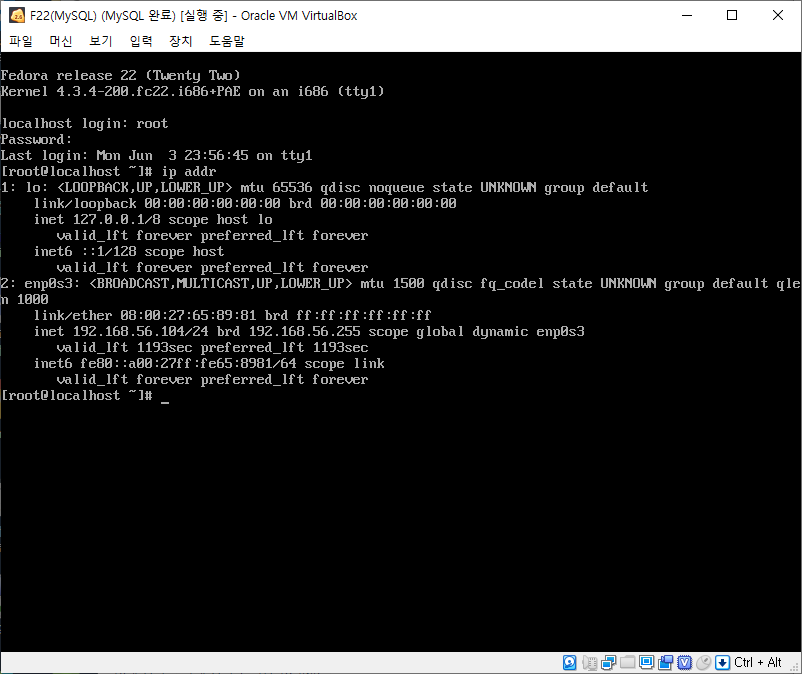 F22(MySQL) (MySQL 완료) [실행 중] - Oracle VM VirtualBox
파일 머신 보기 입력 장치 도움말
Fedora release 22 (Twenty Two)
Kernel 4.3.4-200.fc22.i686+PAE on an i686 (tty1)
localhost login: root
Password:
Last login: Mon Jun  3 23:56:45 on tty1
[root@localhost ~]# ip addr
1: lo: <LOOPBACK,UP,LOWER_UP> mtu 65536 qdisc noqueue state UNKNOWN group default
    link/loopback 00:00:00:00:00:00 brd 00:00:00:00:00:00
    inet 127.0.0.1/8 scope host lo
       valid_lft forever preferred_lft forever
    inet6 ::1/128 scope host
       valid_lft forever preferred_lft forever
2: enp0s3: <BROADCAST,MULTICAST,UP,LOWER_UP> mtu 1500 qdisc fq_codel state UNKNOWN group default qle
n 1000
    link/ether 08:00:27:65:89:81 brd ff:ff:ff:ff:ff:ff
    inet 192.168.56.104/24 brd 192.168.56.255 scope global dynamic enp0s3
       valid_lft 1193sec preferred_lft 1193sec
    inet6 fe80::a00:27ff:fe65:8981/64 scope link
       valid_lft forever preferred_lft forever
[root@localhost ~]# _
Ctrl + Alt